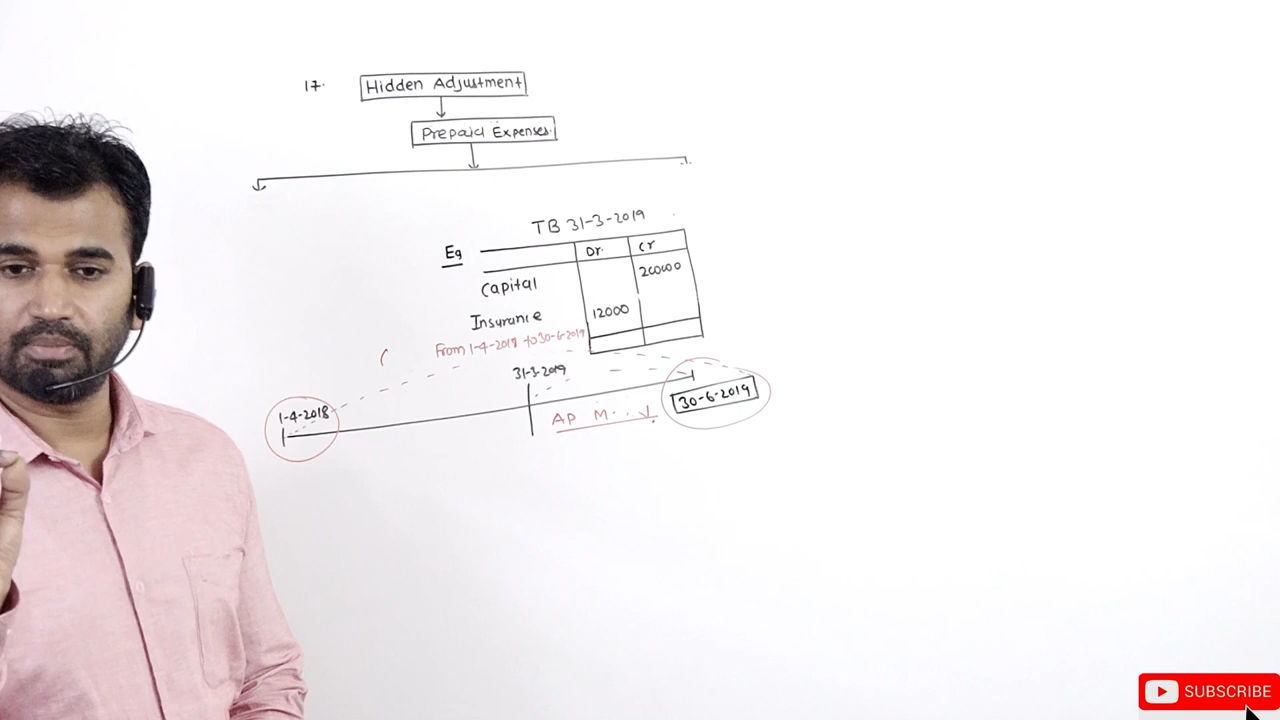 17. Hidden Adjustment
Prepaid Expenses.
TB 31-3-2019
Eg
Dr. Cr
Capital 200000
Insurance 12000
From 1-4-2018 to 30-6-2019
31-3-2019
1-4-2018
30-6-2019
AP M . . J
SUBSCRIBE